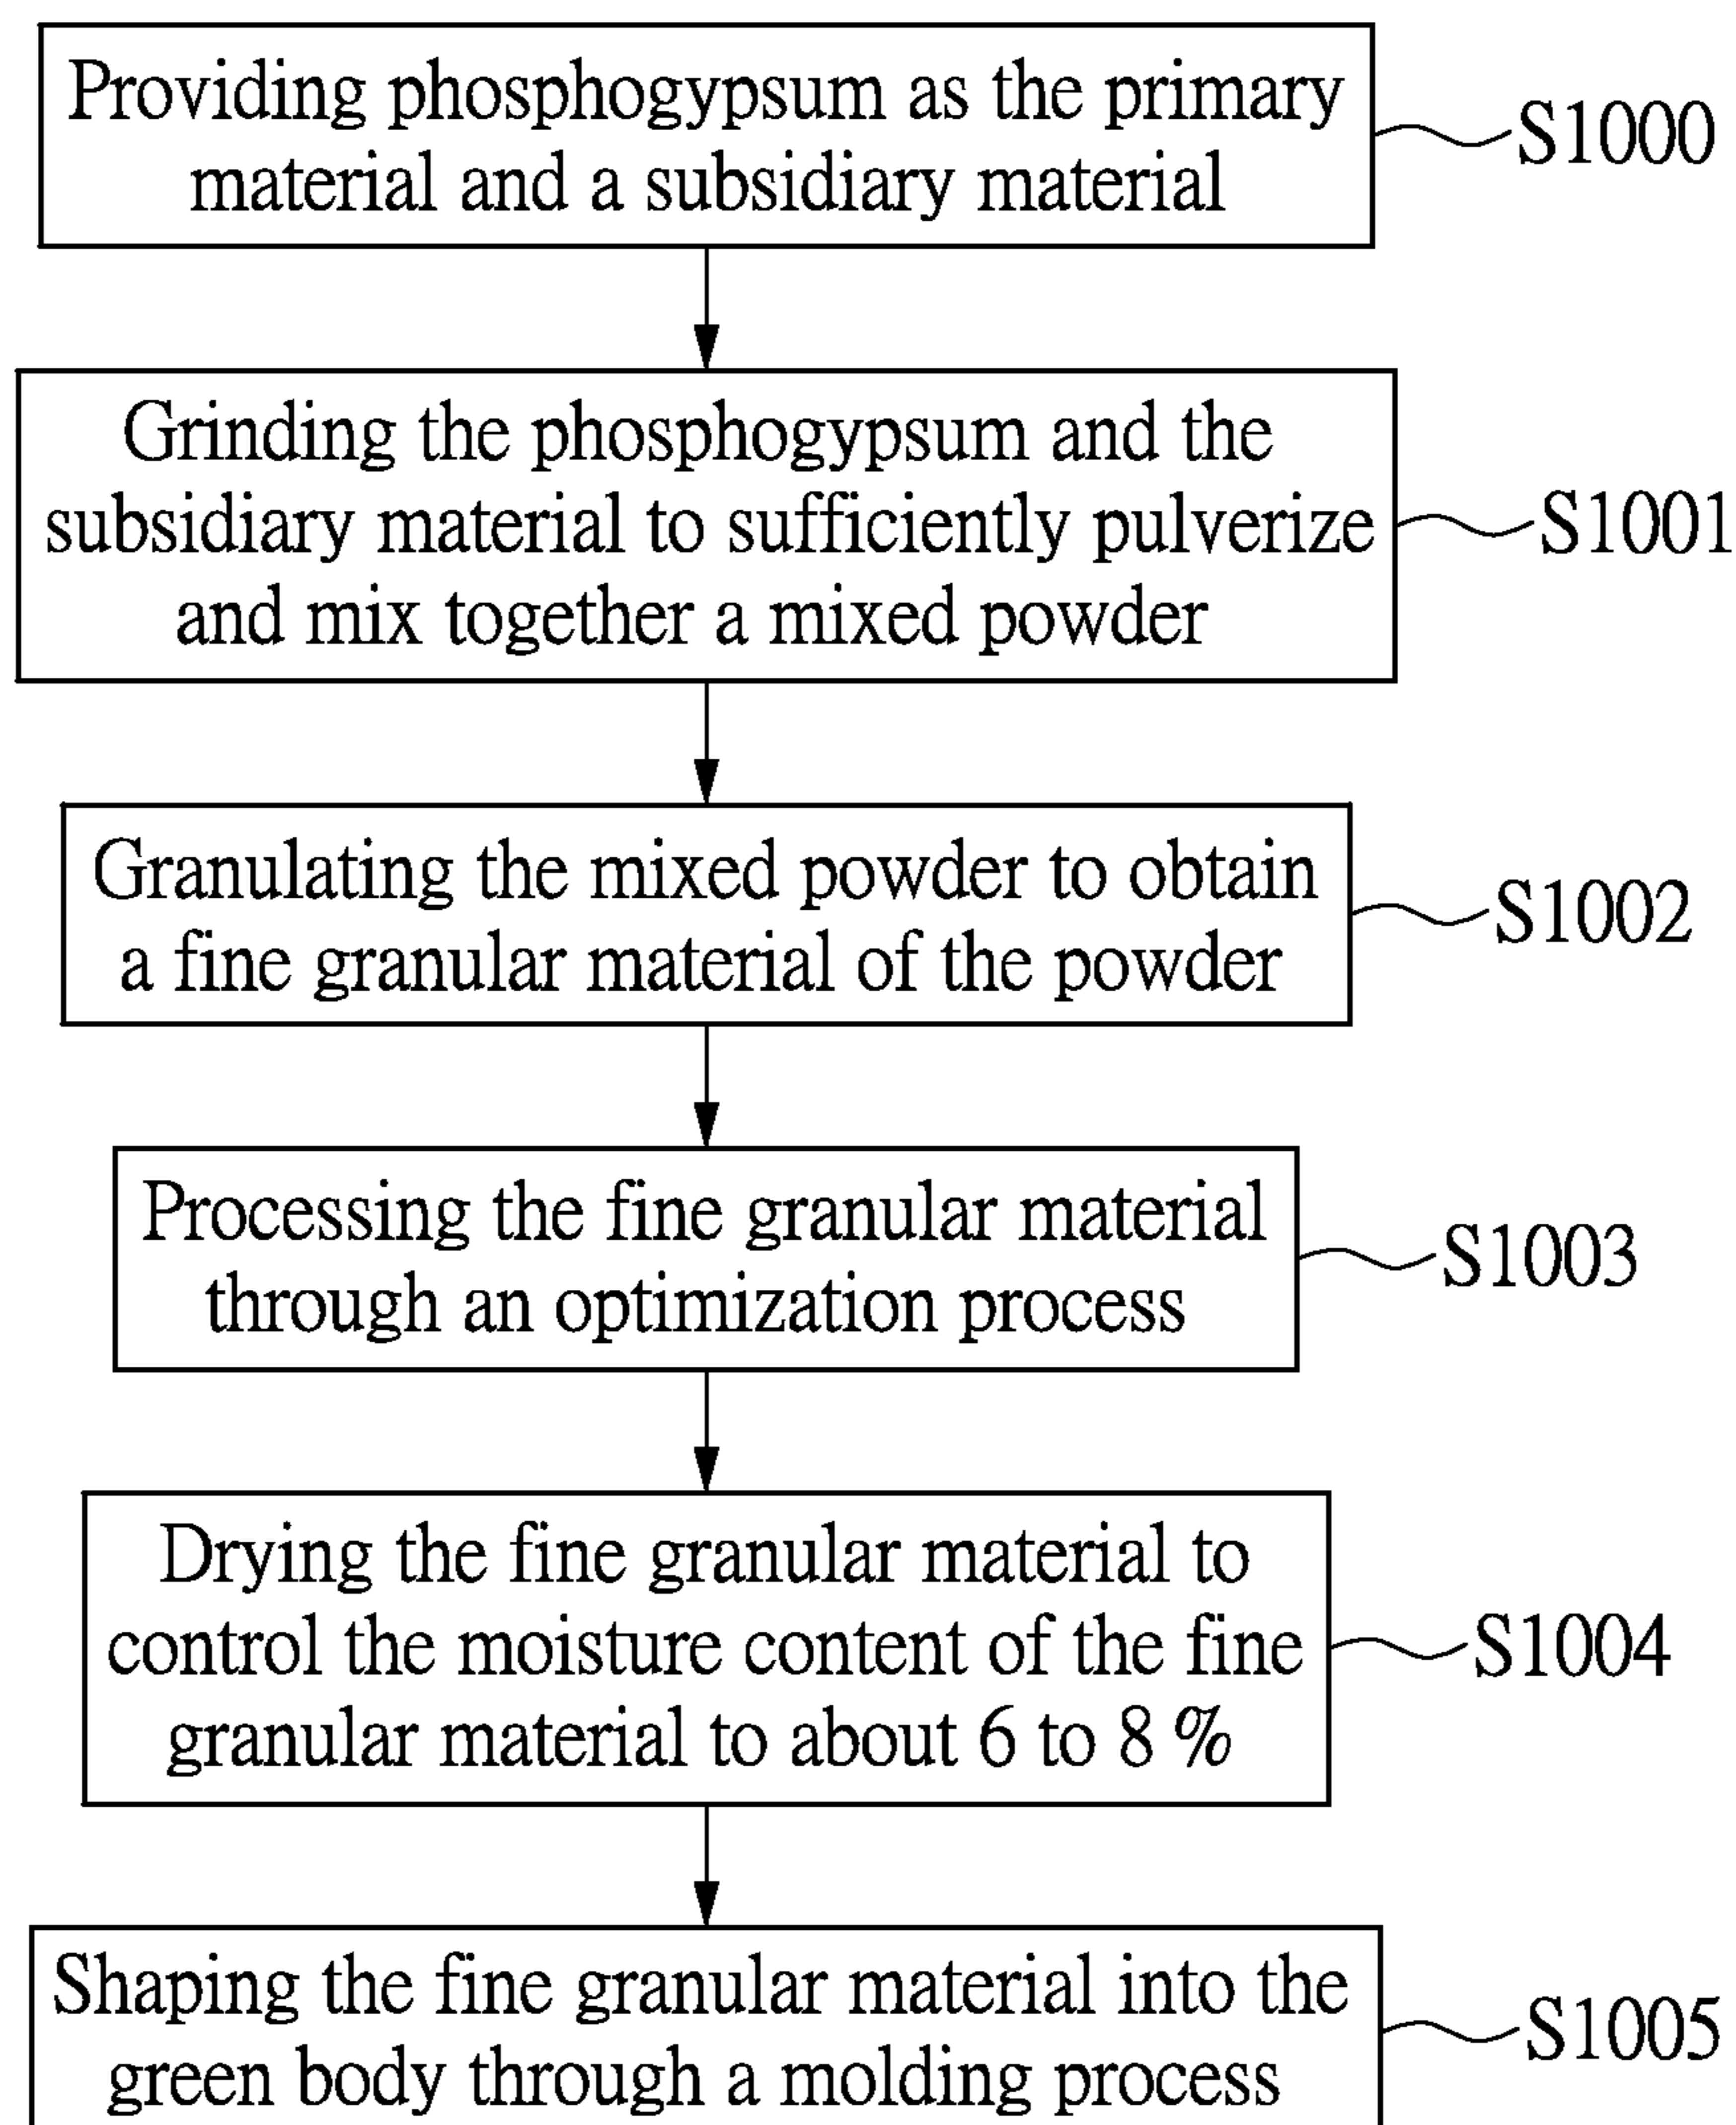 Providing phosphogypsum as the primary
material and a subsidiary material
S1000
Grinding the phosphogypsum and the
subsidiary material to sufficiently pulverize
and mix together a mixed powder
S1001
Granulating the mixed powder to obtain
a fine granular material of the powder
S1002
Processing the fine granular material
through an optimization process
S1003
Drying the fine granular material to
control the moisture content of the fine
granular material to about 6 to 8 %
S1004
Shaping the fine granular material into the
green body through a molding process
S1005